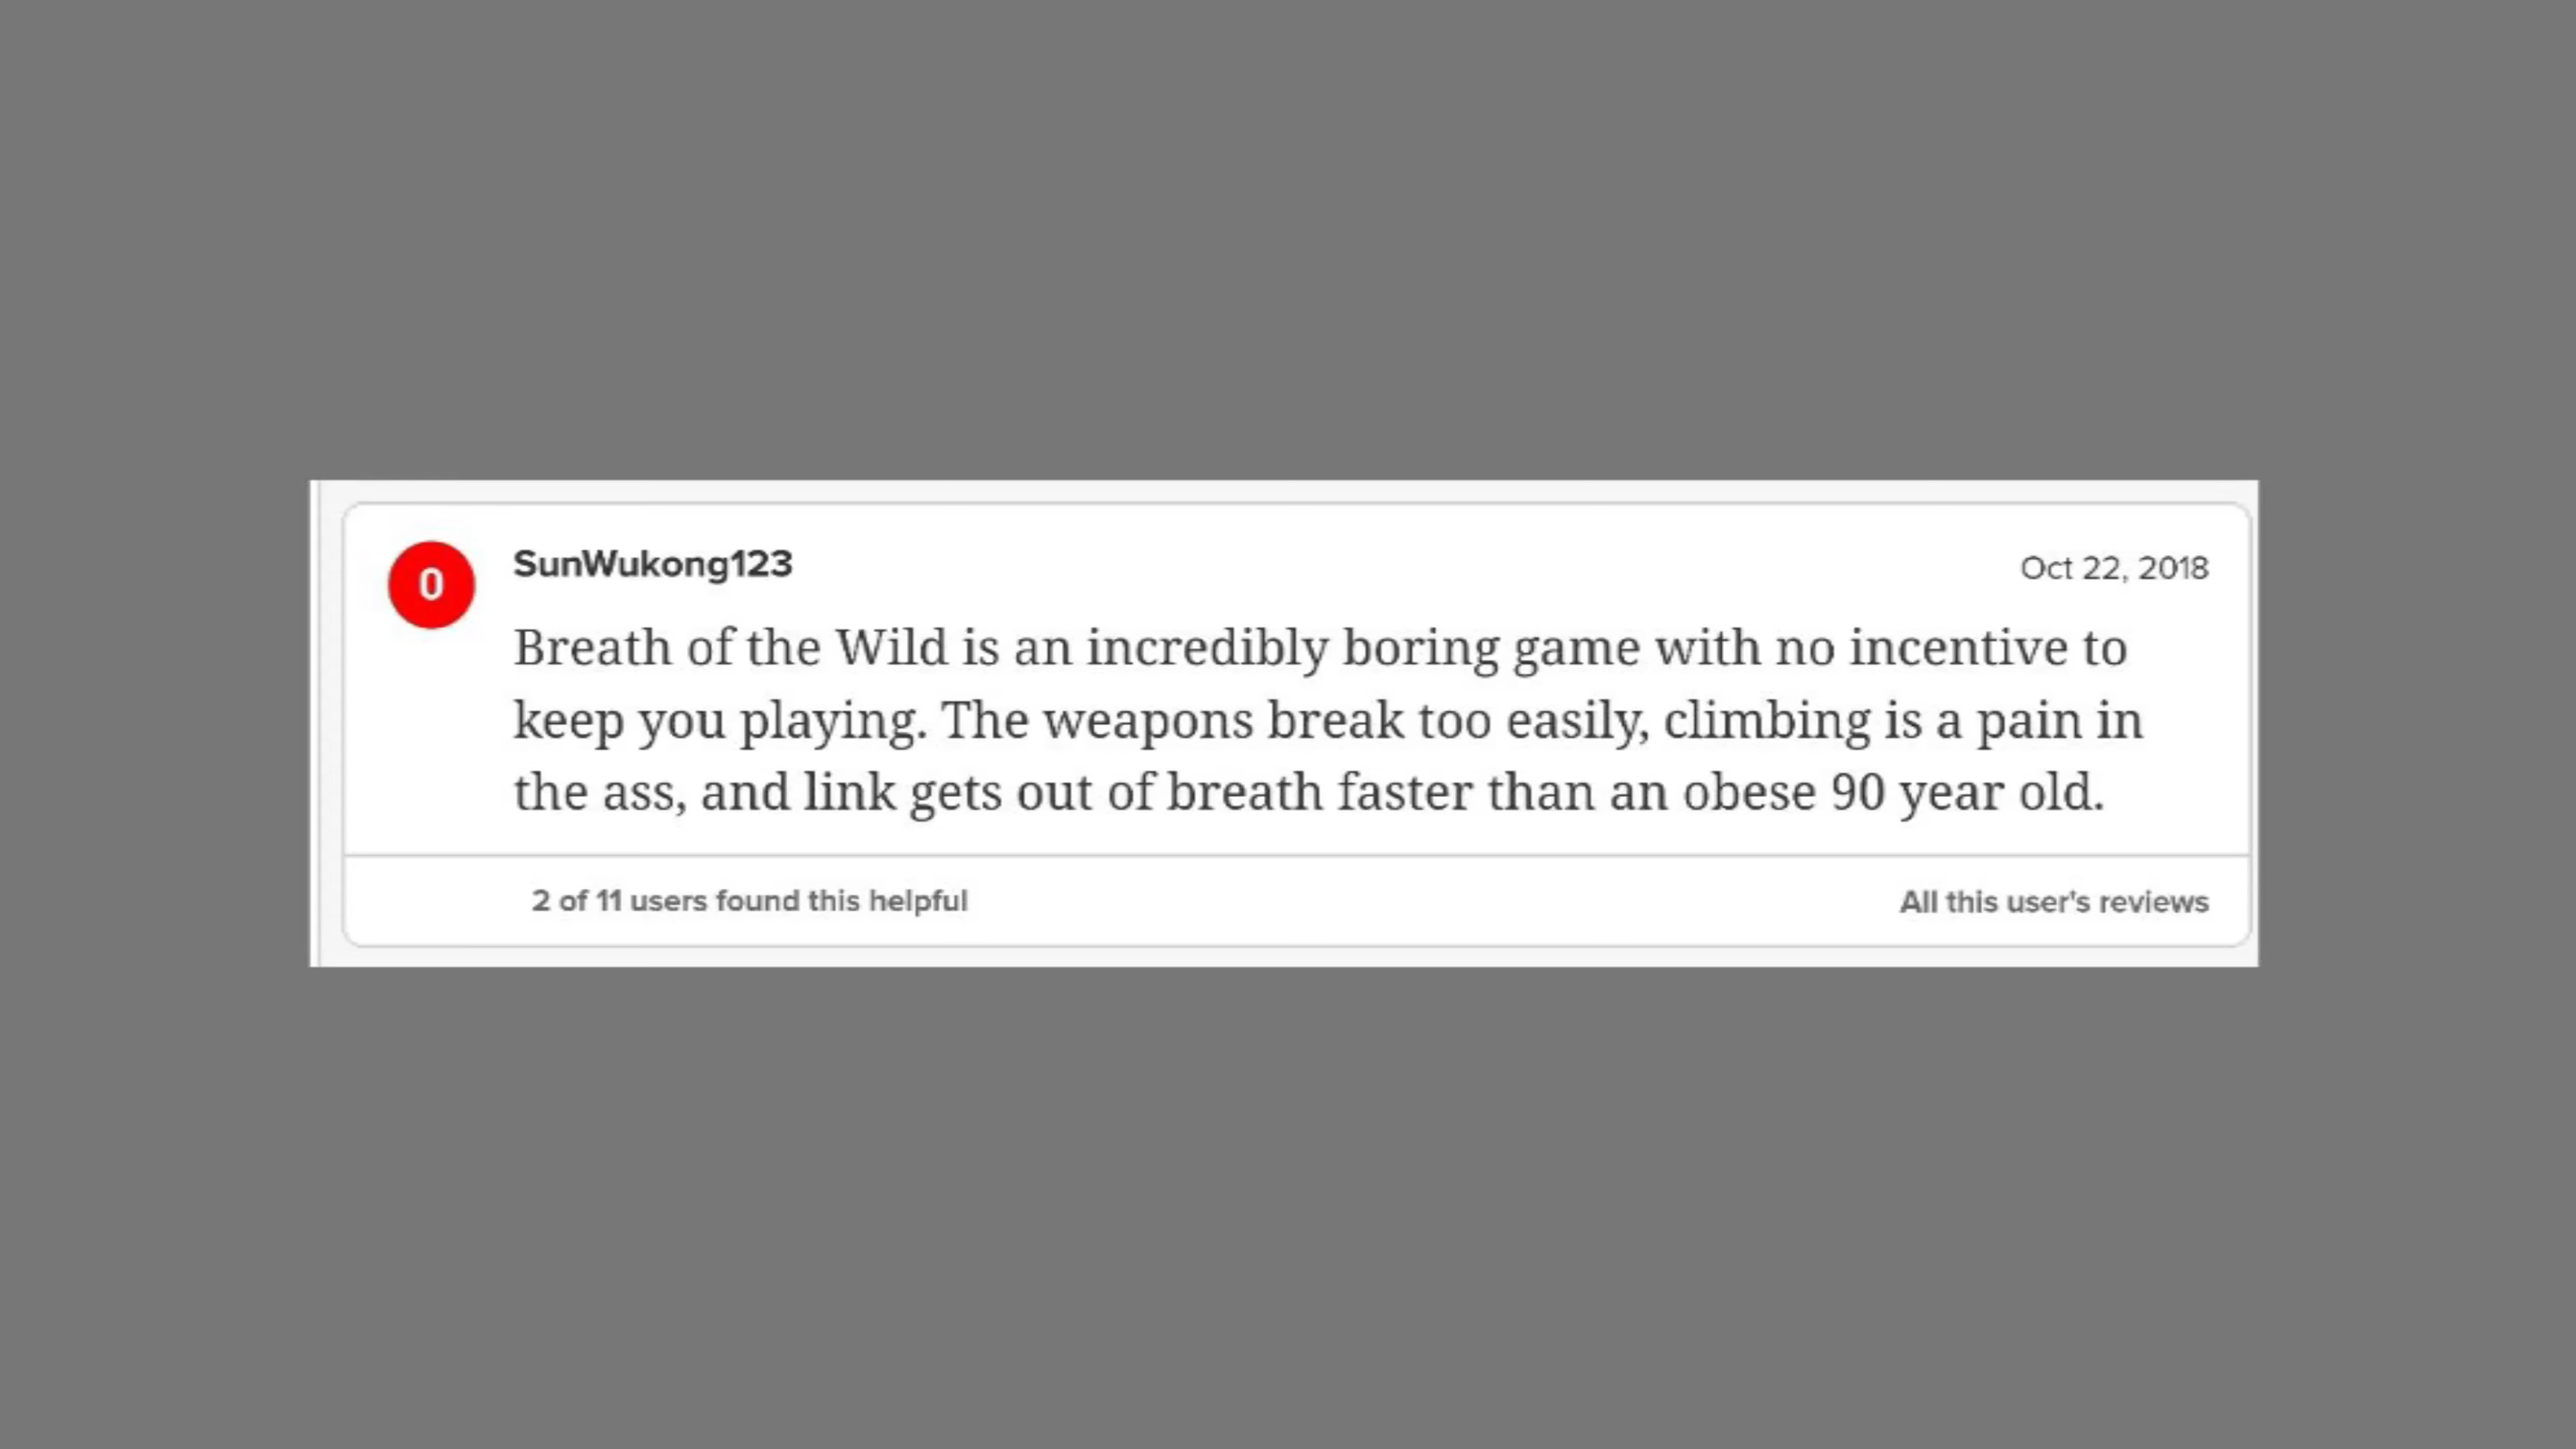 0
SunWukong123
Oct 22, 2018
Breath of the Wild is an incredibly boring game with no incentive to
keep you playing. The weapons break too easily, climbing is a pain in
the ass, and link gets out of breath faster than an obese 90 year old.
2 of 11 users found this helpful
All this user's reviews